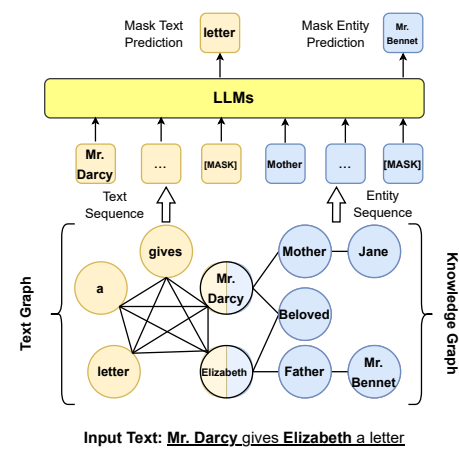 Mask Text
Prediction
letter
Mask Entity
Prediction
Mr.
Bennet
LLMs
Mr.
Darcy
...
[MASK]
Mother
...
[MASK]
Text
Sequence
Entity
Sequence
Text Graph
gives
a
letter
Mr.
Darcy
Elizabeth
Mother
Jane
Beloved
Father
Mr.
Bennet
Knowledge Graph
Input Text: Mr. Darcy gives Elizabeth a letter